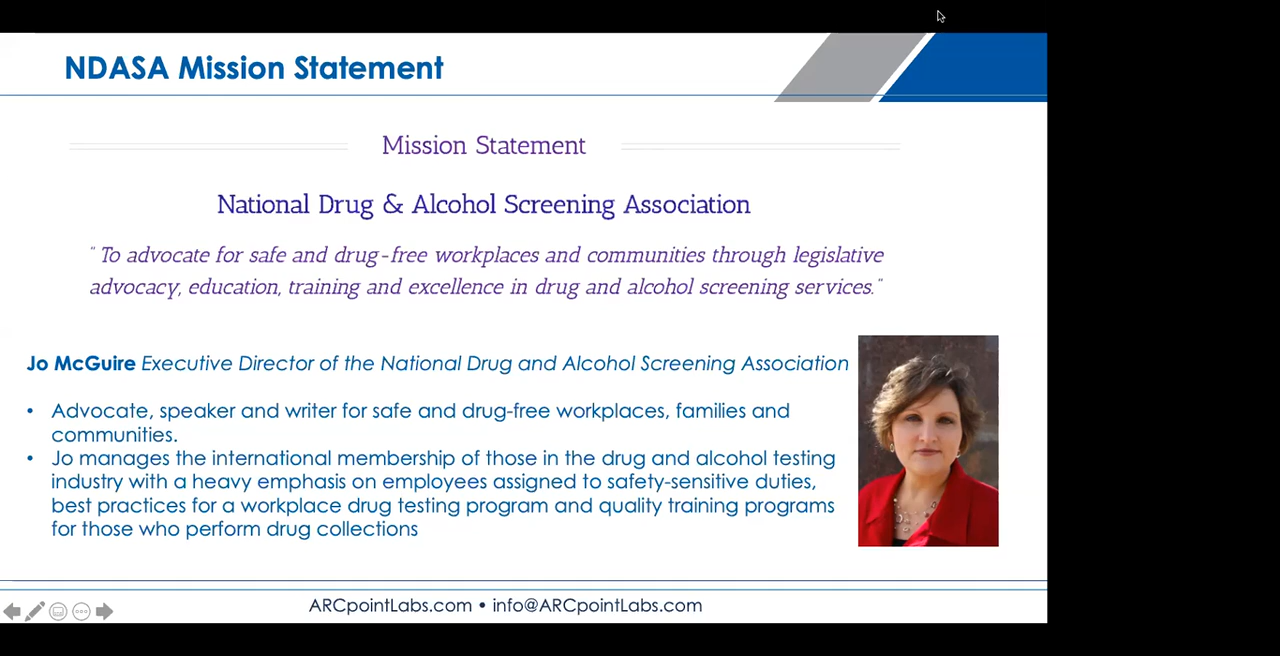 NDASA Mission Statement
Mission Statement
National Drug & Alcohol Screening Association
" To advocate for safe and drug-free workplaces and communities through legislative
advocacy, education, training and excellence in drug and alcohol screening services."
Jo McGuire Executive Director of the National Drug and Alcohol Screening Association
• Advocate, speaker and writer for safe and drug-free workplaces, families and
communities.
• Jo manages the international membership of those in the drug and alcohol testing
industry with a heavy emphasis on employees assigned to safety-sensitive duties,
best practices for a workplace drug testing program and quality training programs
for those who perform drug collections
ARCpointLabs.com • info@ARCpointLabs.com